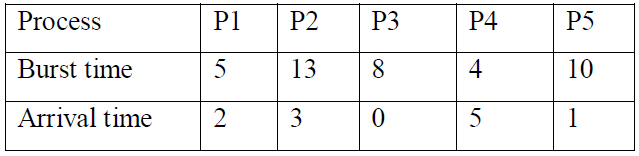 Process P1 P2 P3 P4 P5
Burst time 5 13 8 4 10
Arrival time 2 3 0 5 1